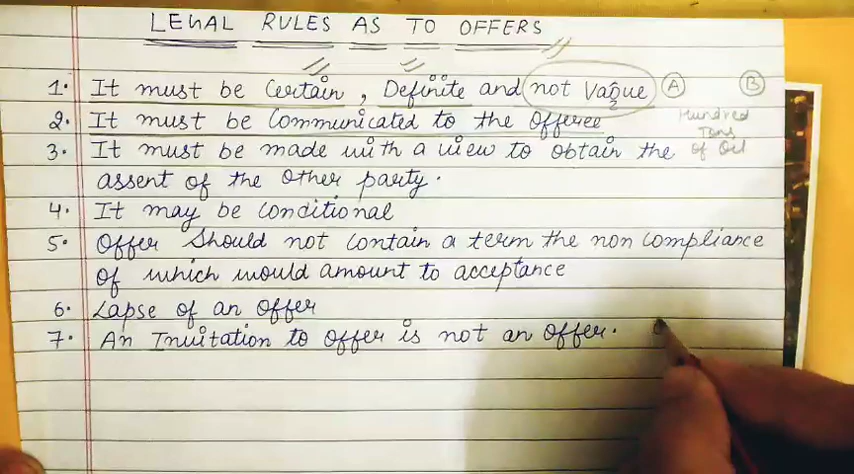 LEGAL RULES AS TO OFFERS
1. It must be Certain, Definite and not Vague (A) (B)
2. It must be Communicated to the Offeree
Hundred
Tons
of Oil
3. It must be made with a view to obtain the
assent of the Other party.
4. It may be Conditional
5. Offer Should not Contain a term the non compliance
of which would amount to acceptance
6. Lapse of an Offer
7. An Invitation to Offer is not an offer.